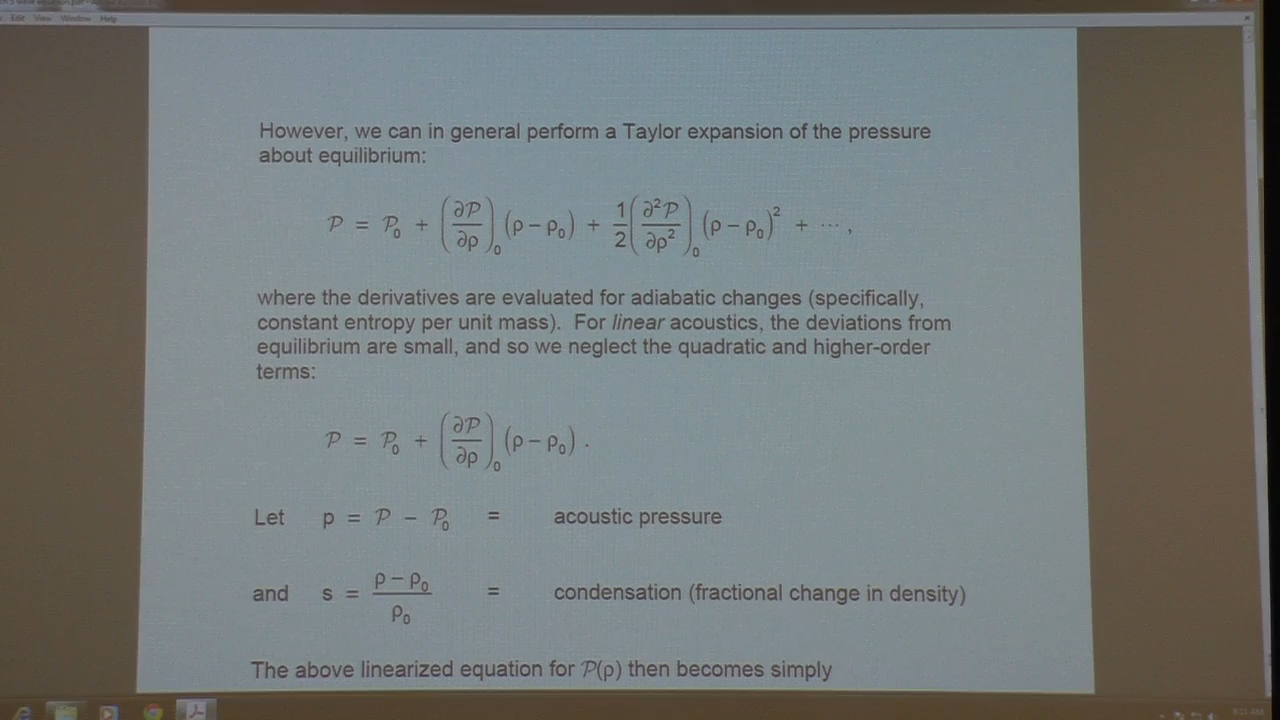 Edit View Window Help
However, we can in general perform a Taylor expansion of the pressure
about equilibrium:
𝒫 = 𝒫₀ + (∂𝒫/∂ρ)₀ (ρ − ρ₀) + 1/2 (∂²𝒫/∂ρ²)₀ (ρ − ρ₀)² + ⋯ ,
where the derivatives are evaluated for adiabatic changes (specifically,
constant entropy per unit mass). For linear acoustics, the deviations from
equilibrium are small, and so we neglect the quadratic and higher-order
terms:
𝒫 = 𝒫₀ + (∂𝒫/∂ρ)₀ (ρ − ρ₀) .
Let p = 𝒫 − 𝒫₀ = acoustic pressure
and s = (ρ − ρ₀)/ρ₀ = condensation (fractional change in density)
The above linearized equation for 𝒫(ρ) then becomes simply